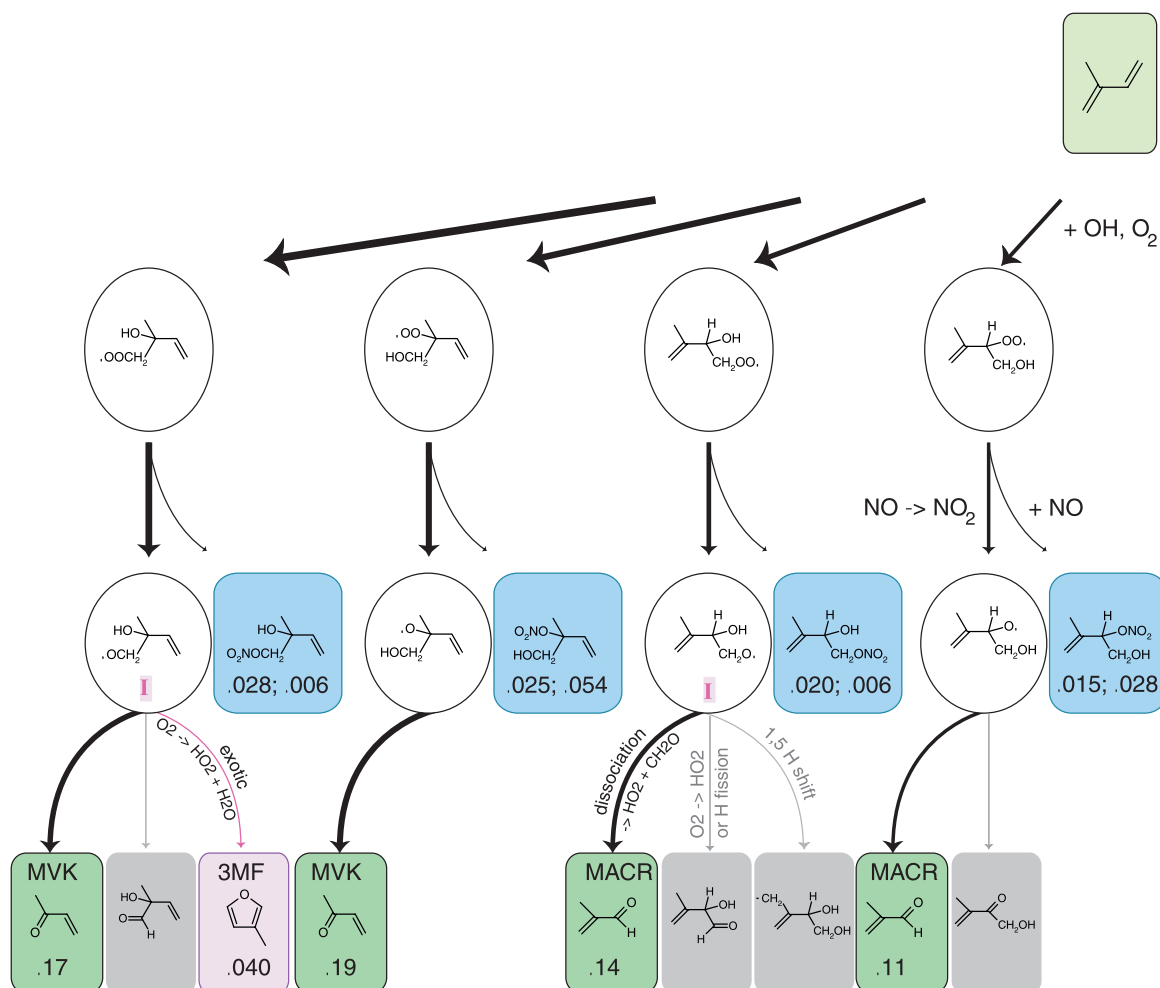 + OH, O2
HO
.OOCH2
.OO
HOCH2
H
OH
CH2OO.
H
OO.
CH2OH
NO -> NO2
+ NO
HO
.OCH2
I
HO
O2NOCH2
.028; .006
.O
HOCH2
O2NO
HOCH2
.025; .054
H
OH
CH2O.
I
H
OH
CH2ONO2
.020; .006
H
O.
CH2OH
H
ONO2
CH2OH
.015; .028
O2 -> HO2 + H2O
exotic
dissociation
-> HO2 + CH2O
O2 -> HO2
or H fission
1,5 H shift
MVK
O
.17
HO
O
H
3MF
O
.040
MVK
O
.19
MACR
O
H
.14
H
OH
O
H
·CH2
H
OH
CH2OH
MACR
O
H
.11
O
CH2OH